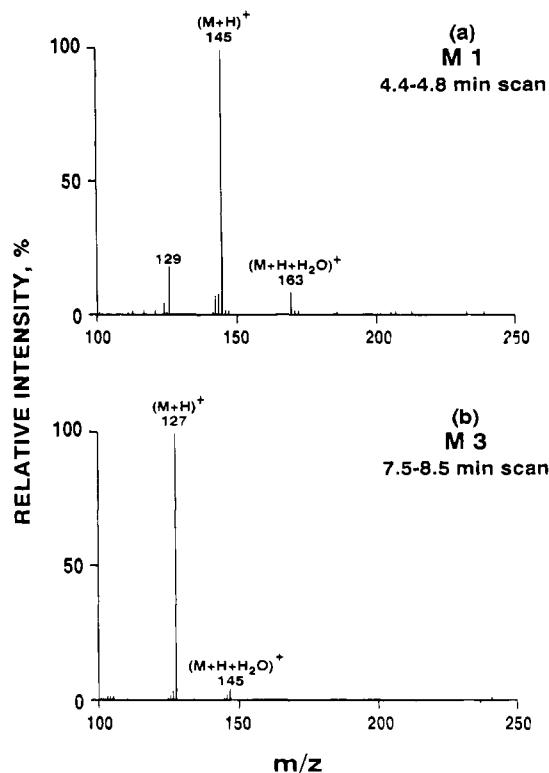 (M+H)⁺
145
(a)
M 1
4.4-4.8 min scan
100
129
(M+H+H₂O)⁺
163
50
0
100
150
200
250
(M+H)⁺
127
(b)
M 3
7.5-8.5 min scan
100
50
(M+H+H₂O)⁺
145
0
100
150
200
250
RELATIVE INTENSITY, %
m/z